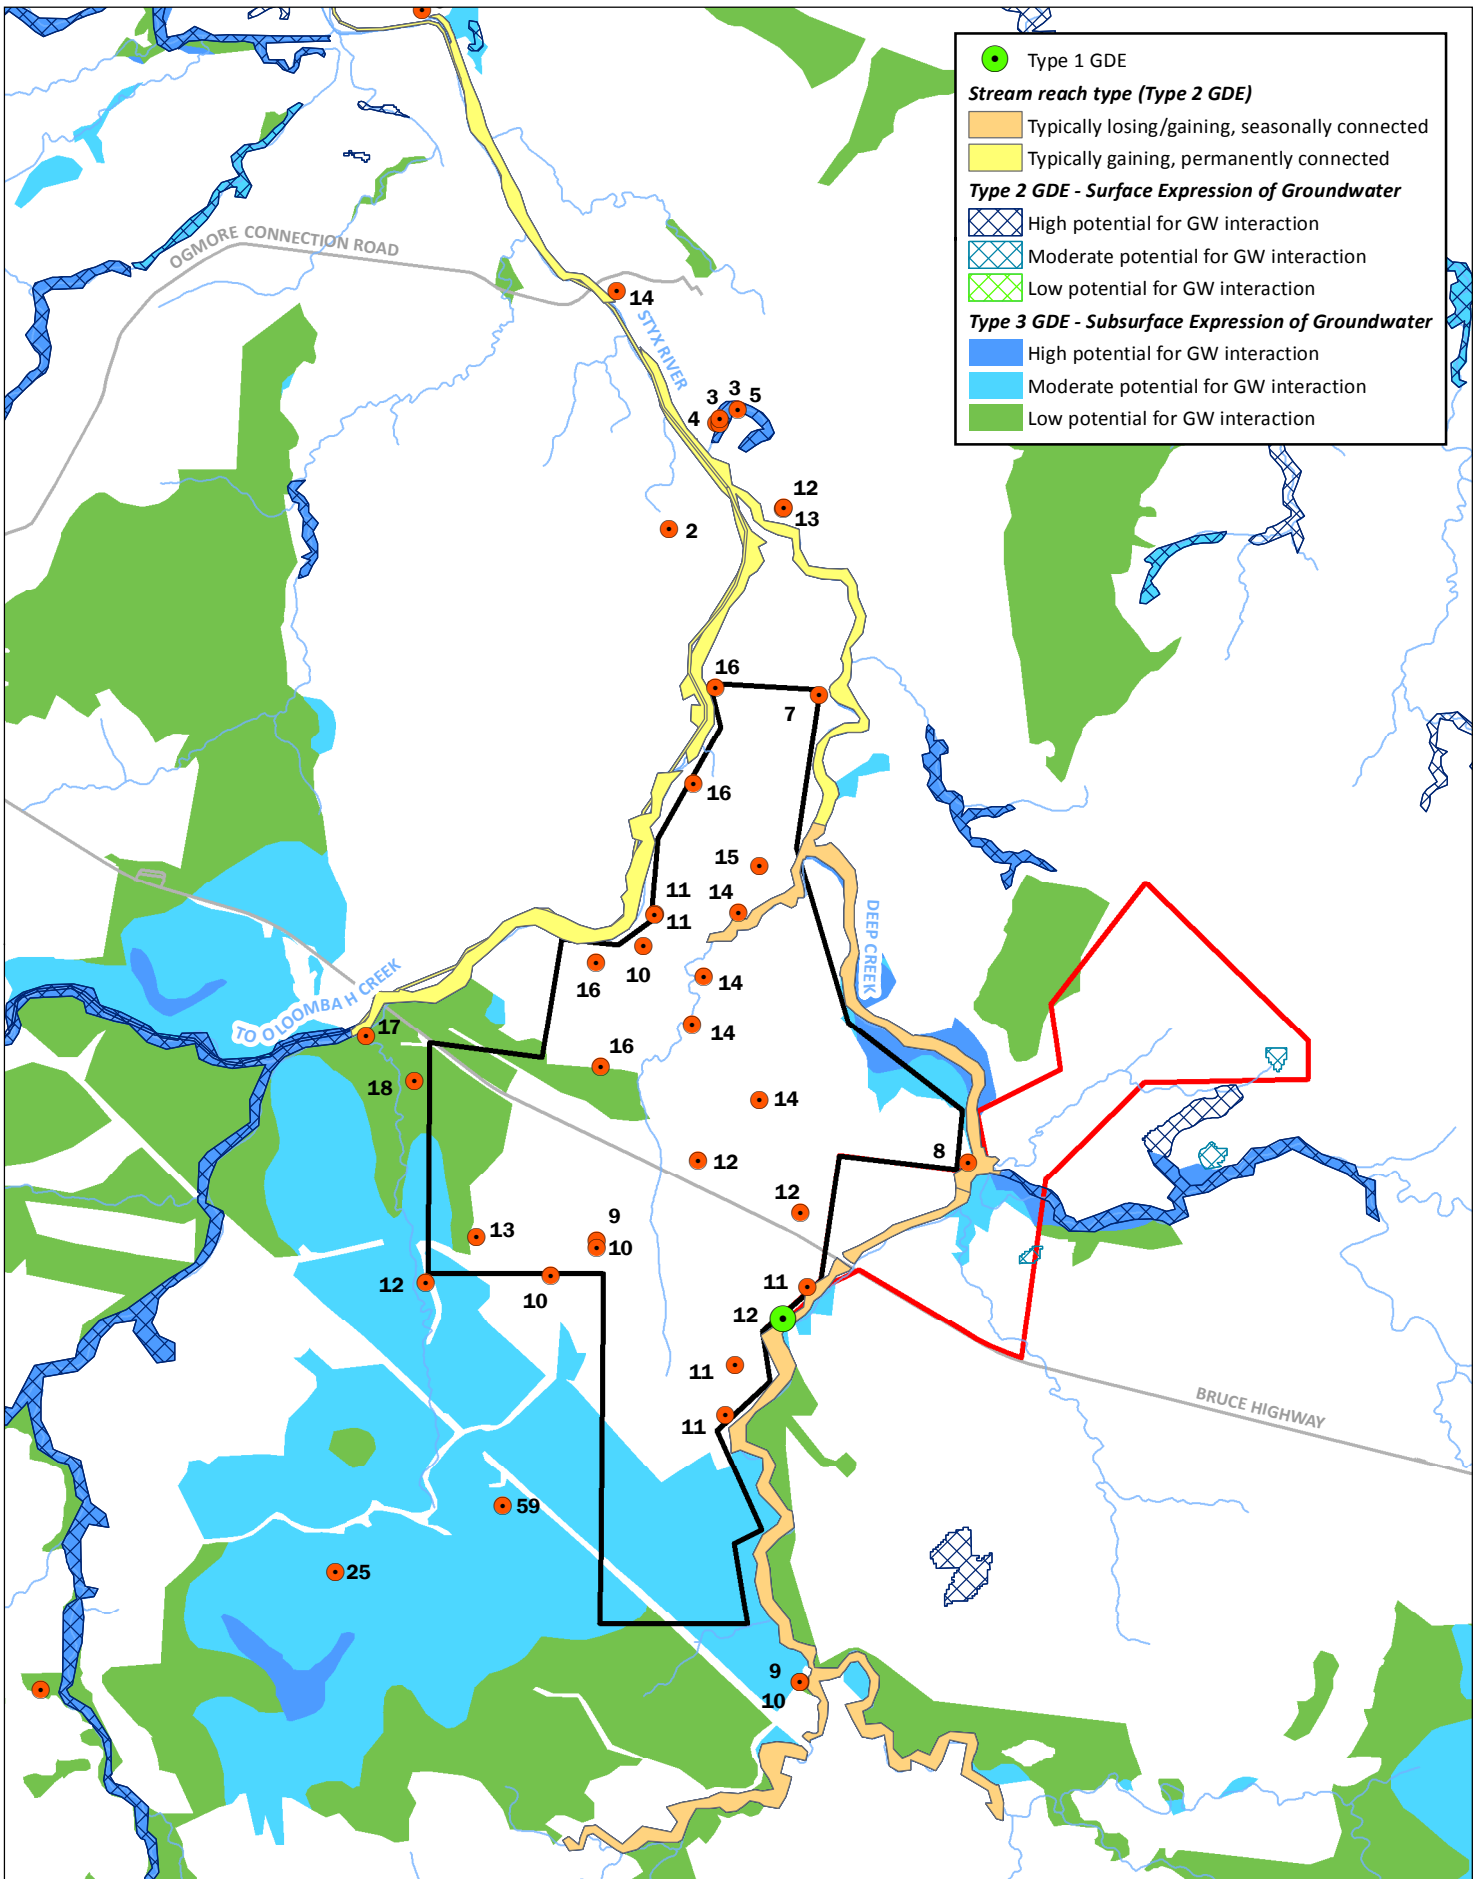 Type 1 GDE
Stream reach type (Type 2 GDE)
Typically losing/gaining, seasonally connected
Typically gaining, permanently connected
Type 2 GDE - Surface Expression of Groundwater
High potential for GW interaction
Moderate potential for GW interaction
Low potential for GW interaction
Type 3 GDE - Subsurface Expression of Groundwater
High potential for GW interaction
Moderate potential for GW interaction
Low potential for GW interaction
OGMORE CONNECTION ROAD
14
STYX RIVER
3
3
5
4
12
13
2
16
7
16
15
11
14
11
DEEP CREEK
10
16
14
TO OLOOMBA H CREEK
17
14
16
18
14
8
12
12
9
13
10
12
10
11
12
11
11
BRUCE HIGHWAY
59
25
9
10